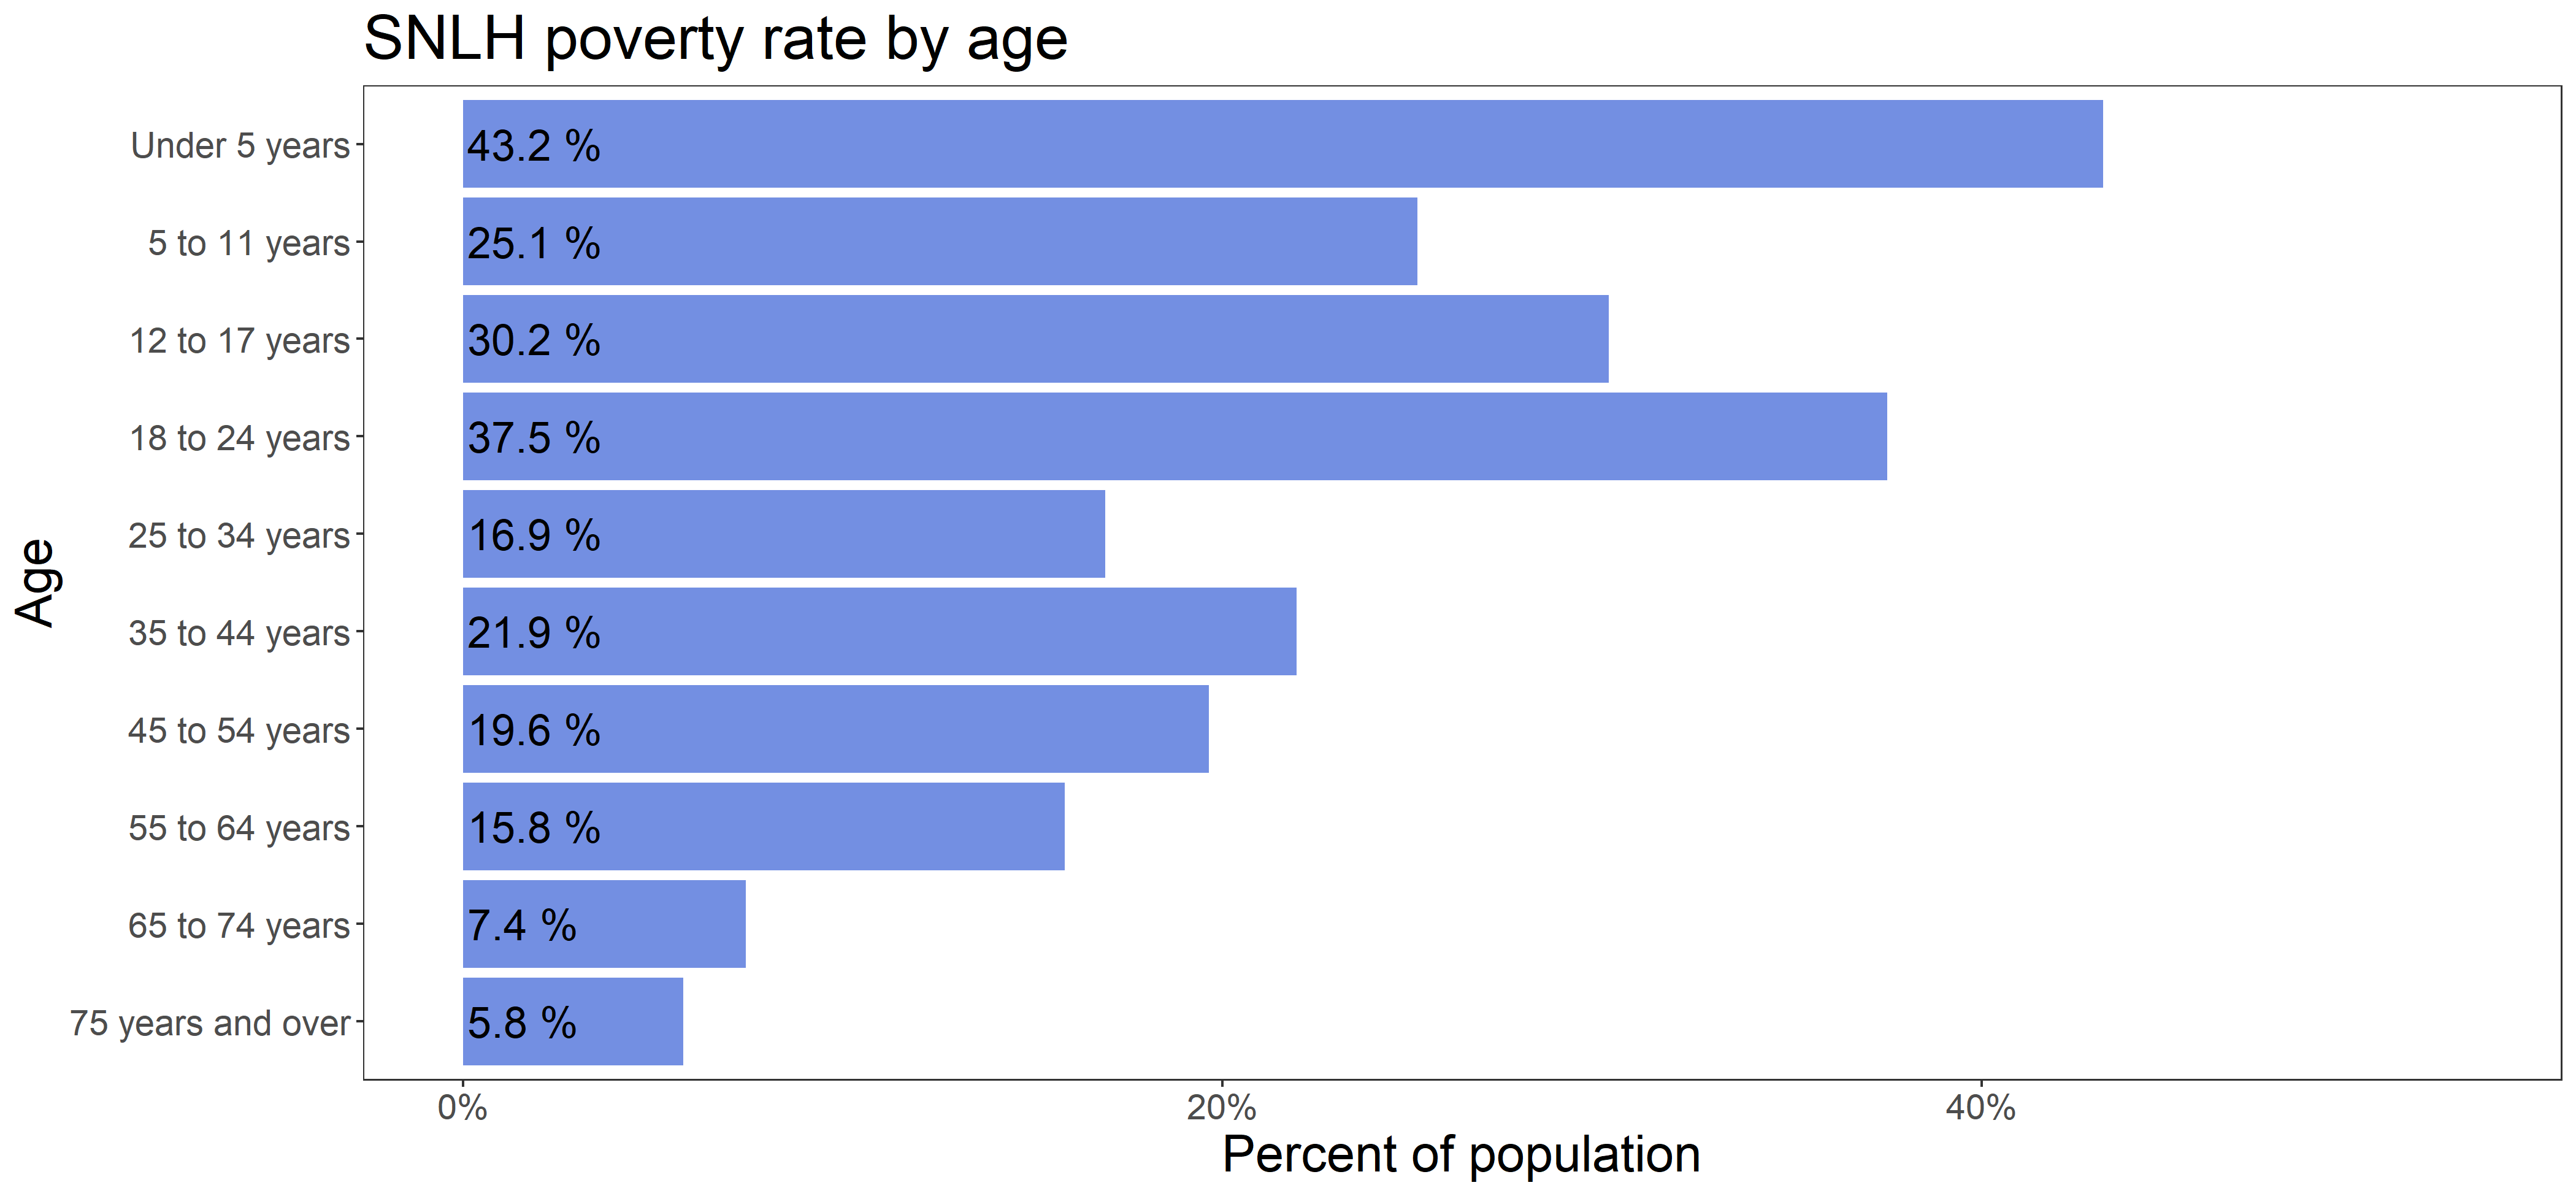 SNLH poverty rate by age
Under 5 years 43.2 %
5 to 11 years 25.1 %
12 to 17 years 30.2 %
18 to 24 years 37.5 %
25 to 34 years 16.9 %
35 to 44 years 21.9 %
45 to 54 years 19.6 %
55 to 64 years 15.8 %
65 to 74 years 7.4 %
75 years and over 5.8 %
Age
0% 20% 40%
Percent of population